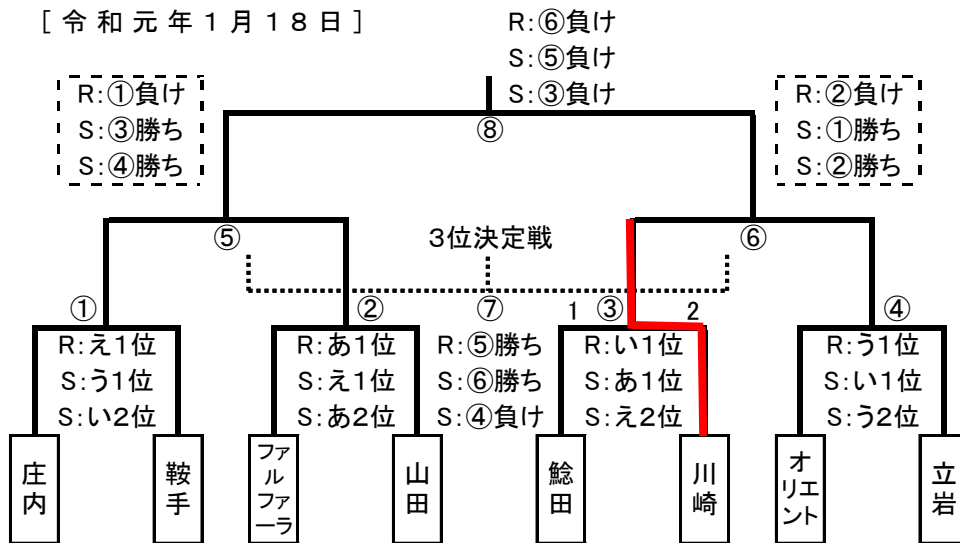 [令和元年1月18日]
R:⑥負け
S:⑤負け
S:③負け
R:①負け
S:③勝ち
S:④勝ち
R:②負け
S:①勝ち
S:②勝ち
⑧
⑤
3位決定戦
⑥
①
②
⑦
1
③
2
④
R:え1位
S:う1位
S:い2位
R:あ1位
S:え1位
S:あ2位
R:⑤勝ち
S:⑥勝ち
S:④負け
R:い1位
S:あ1位
S:え2位
R:う1位
S:い1位
S:う2位
庄内
鞍手
ファルファーラ
山田
鯰田
川崎
オリエント
立岩